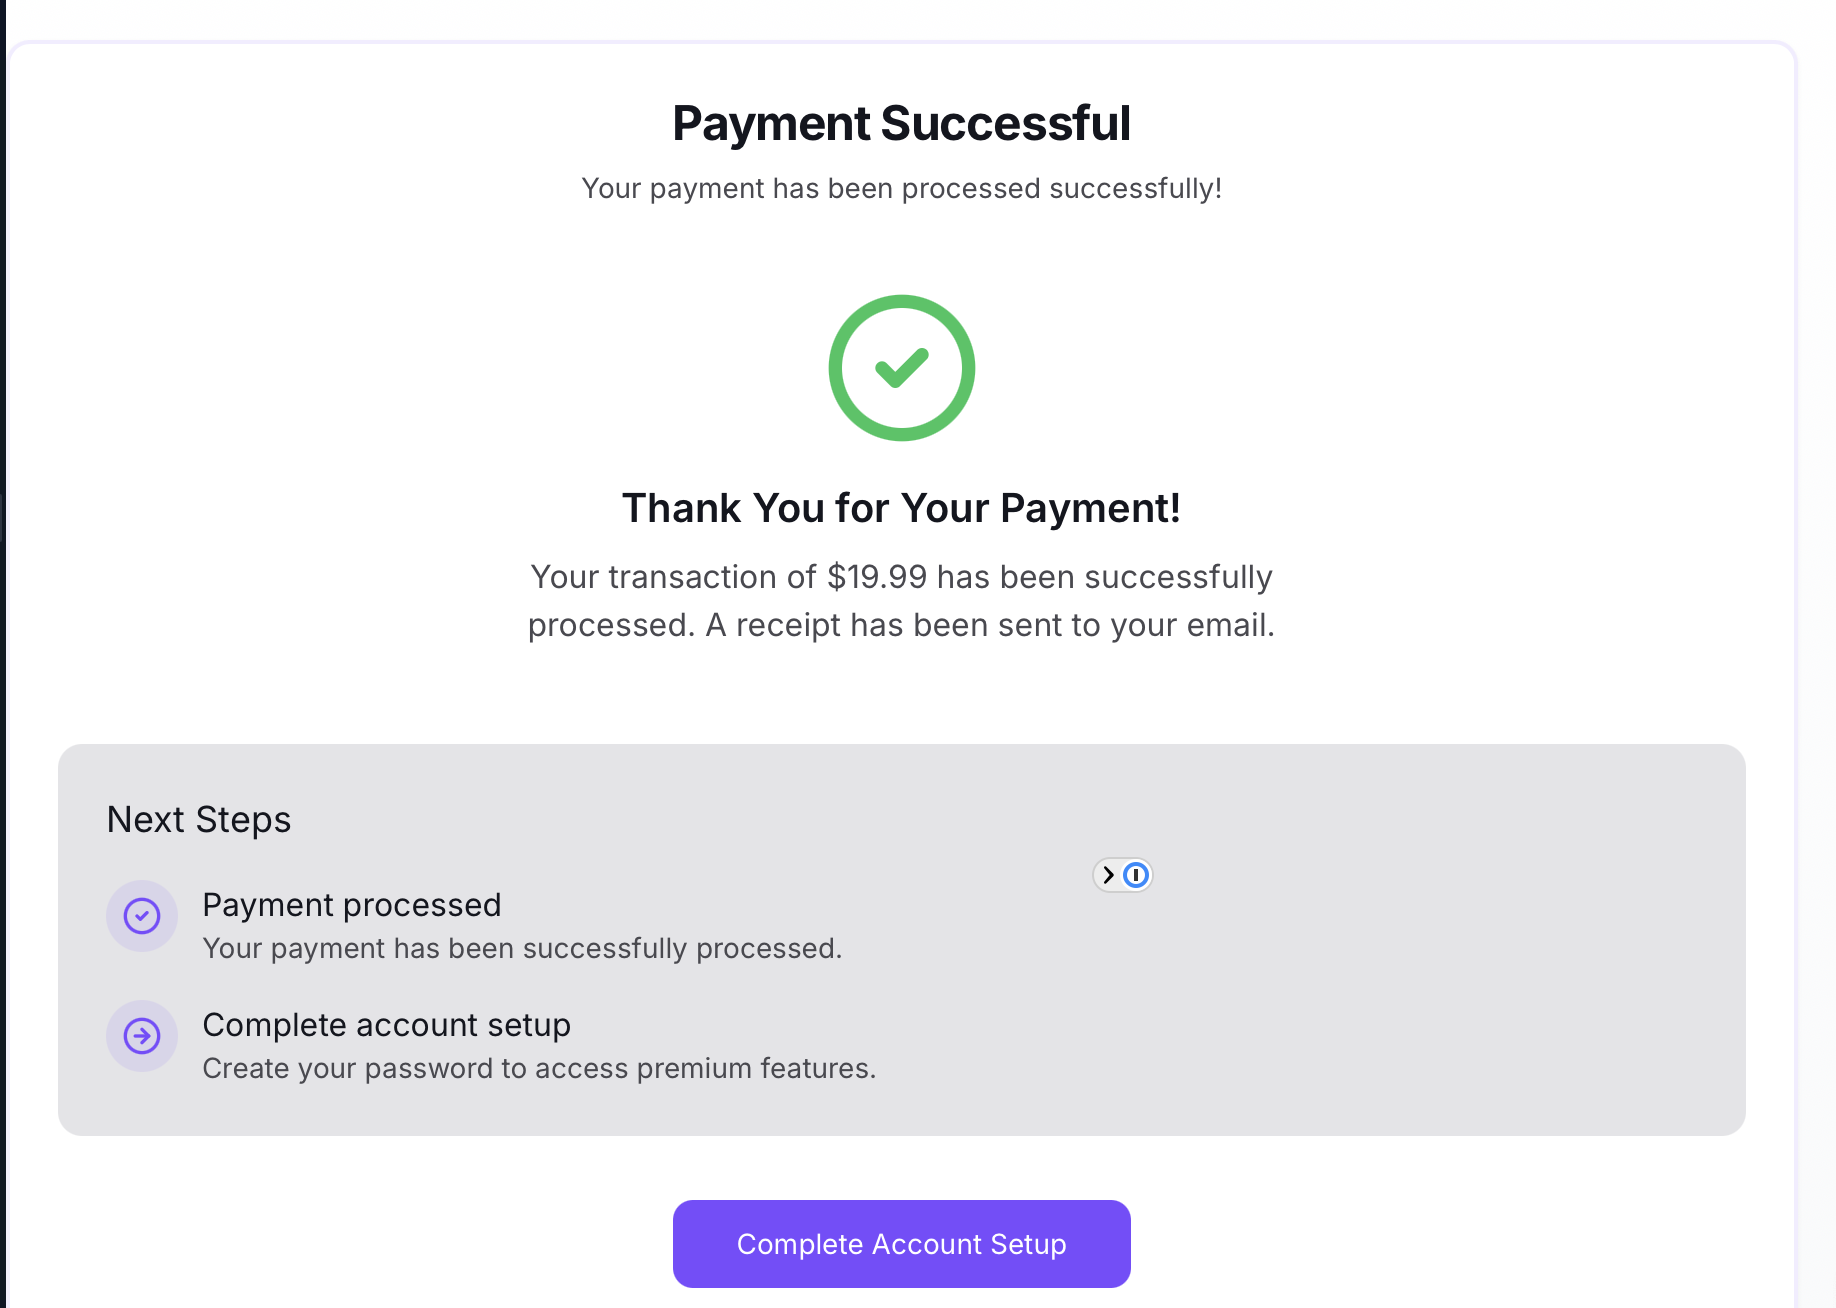 Payment Successful
Your payment has been processed successfully!
Thank You for Your Payment!
Your transaction of $19.99 has been successfully
processed. A receipt has been sent to your email.
Next Steps
Payment processed
Your payment has been successfully processed.
Complete account setup
Create your password to access premium features.
Complete Account Setup